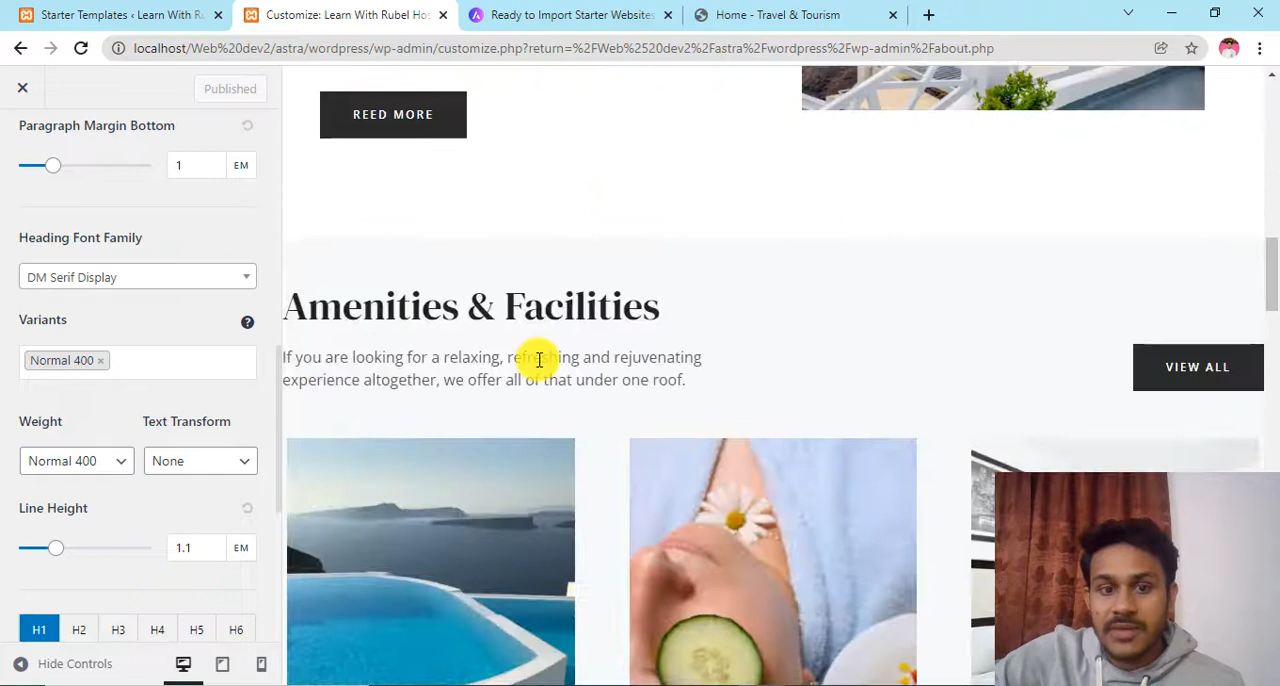 Starter Templates ‹ Learn With Ru
Customize: Learn With Rubel Hos
Ready to Import Starter Websites
Home - Travel & Tourism
localhost/Web%20dev2/astra/wordpress/wp-admin/customize.php?return=%2FWeb%2520dev2%2Fastra%2Fwordpress%2Fwp-admin%2Fabout.php
Published
Paragraph Margin Bottom
1 EM
Heading Font Family
DM Serif Display
Variants
Normal 400 ×
Weight Text Transform
Normal 400 None
Line Height
1.1 EM
H1 H2 H3 H4 H5 H6
Hide Controls
REED MORE
Amenities & Facilities
If you are looking for a relaxing, refreshing and rejuvenating
experience altogether, we offer all of that under one roof.
VIEW ALL